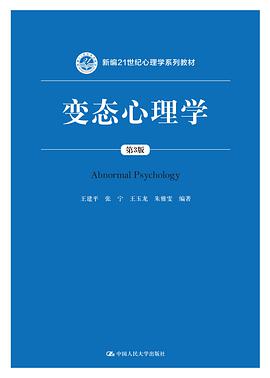 新编21世纪心理学系列教材
变态心理学
第3版
Abnormal Psychology
王建平 张 宁 王玉龙 朱雅雯 编著
中国人民大学出版社